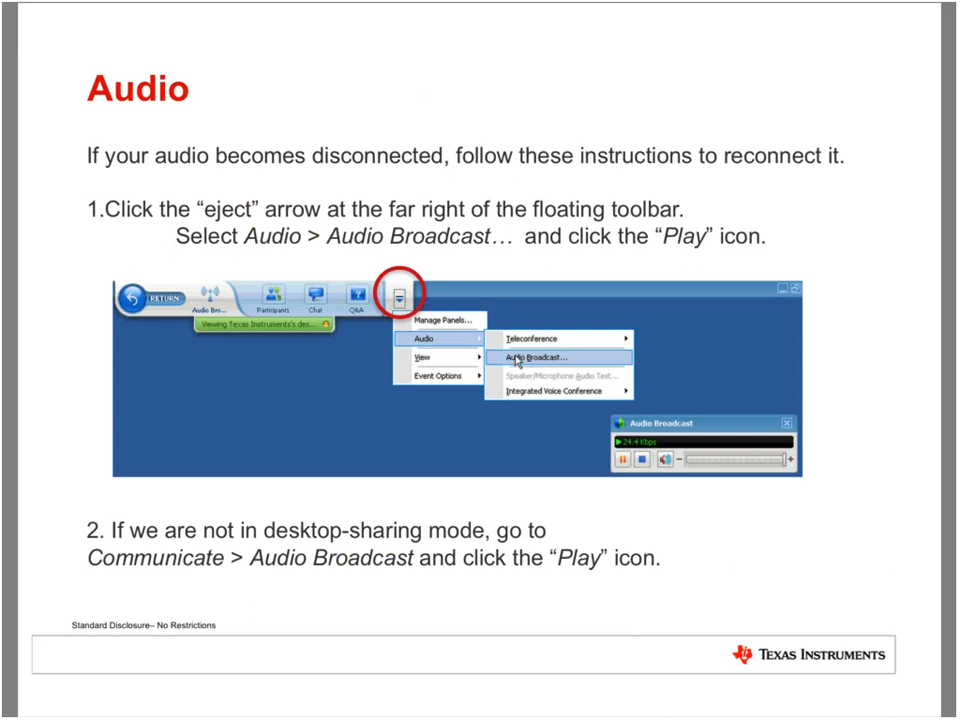 Audio
If your audio becomes disconnected, follow these instructions to reconnect it.
1.Click the “eject” arrow at the far right of the floating toolbar.
Select Audio > Audio Broadcast… and click the “Play” icon.
RETURN
Audio Bro...
Participants
Chat
Q&A
Viewing Texas Instruments's des...
Manage Panels...
Audio
View
Event Options
Teleconference
Audio Broadcast...
Speaker/Microphone Audio Test...
Integrated Voice Conference
Audio Broadcast
24.4 Kbps
2. If we are not in desktop-sharing mode, go to
Communicate > Audio Broadcast and click the “Play” icon.
Standard Disclosure– No Restrictions
TEXAS INSTRUMENTS